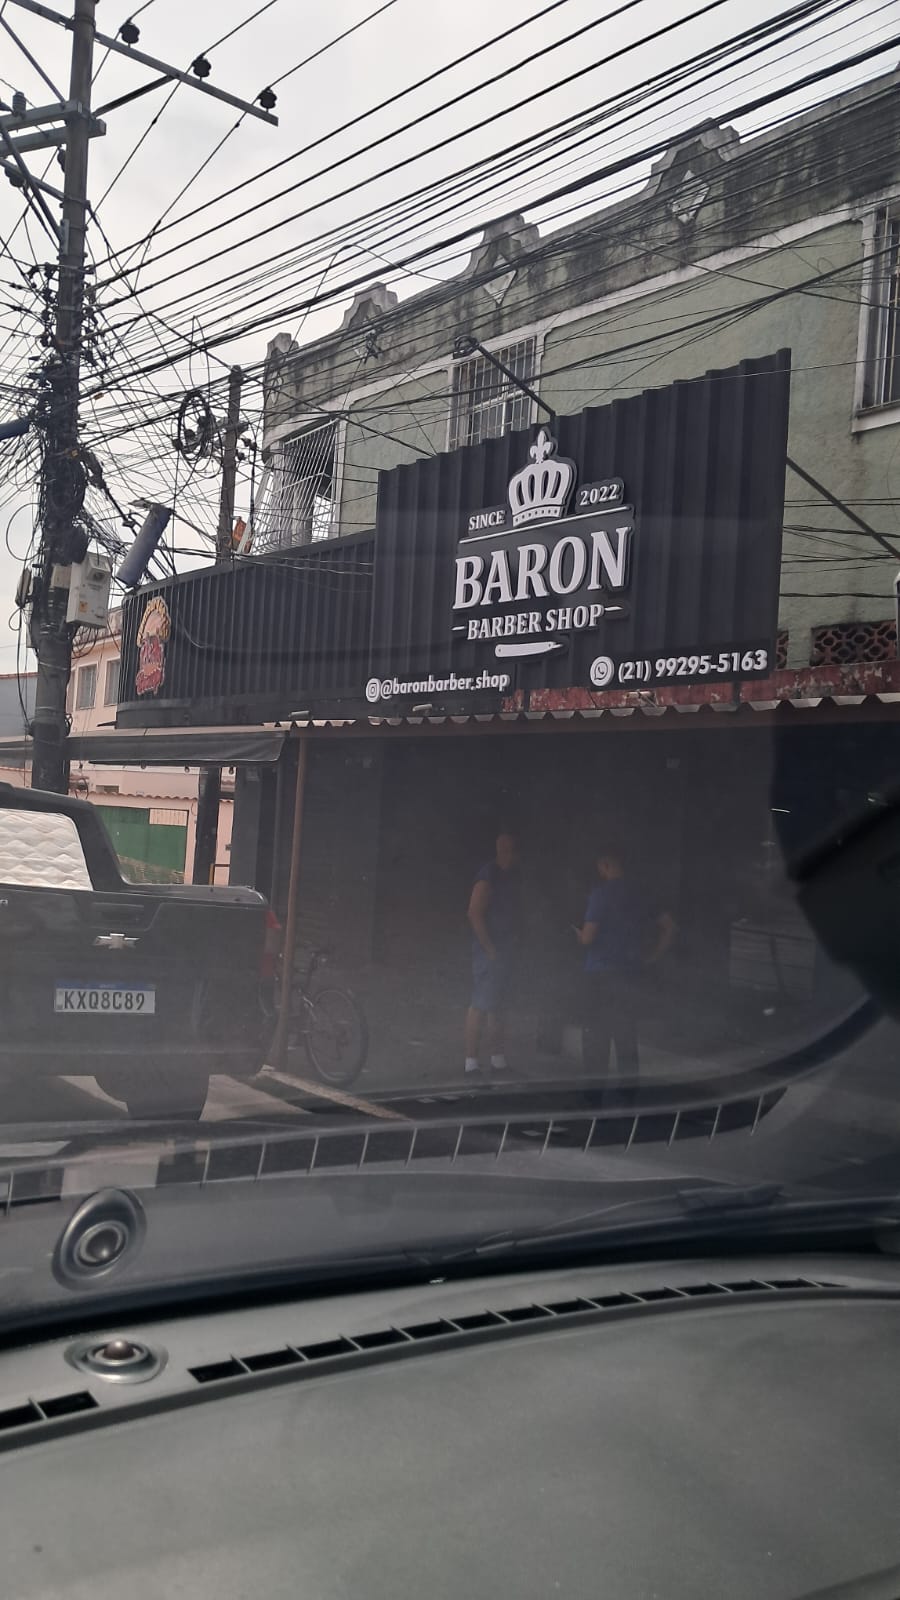 SINCE 2022
BARON
BARBER SHOP
@baronbarber.shop
(21) 99295-5163
KXQ8C89